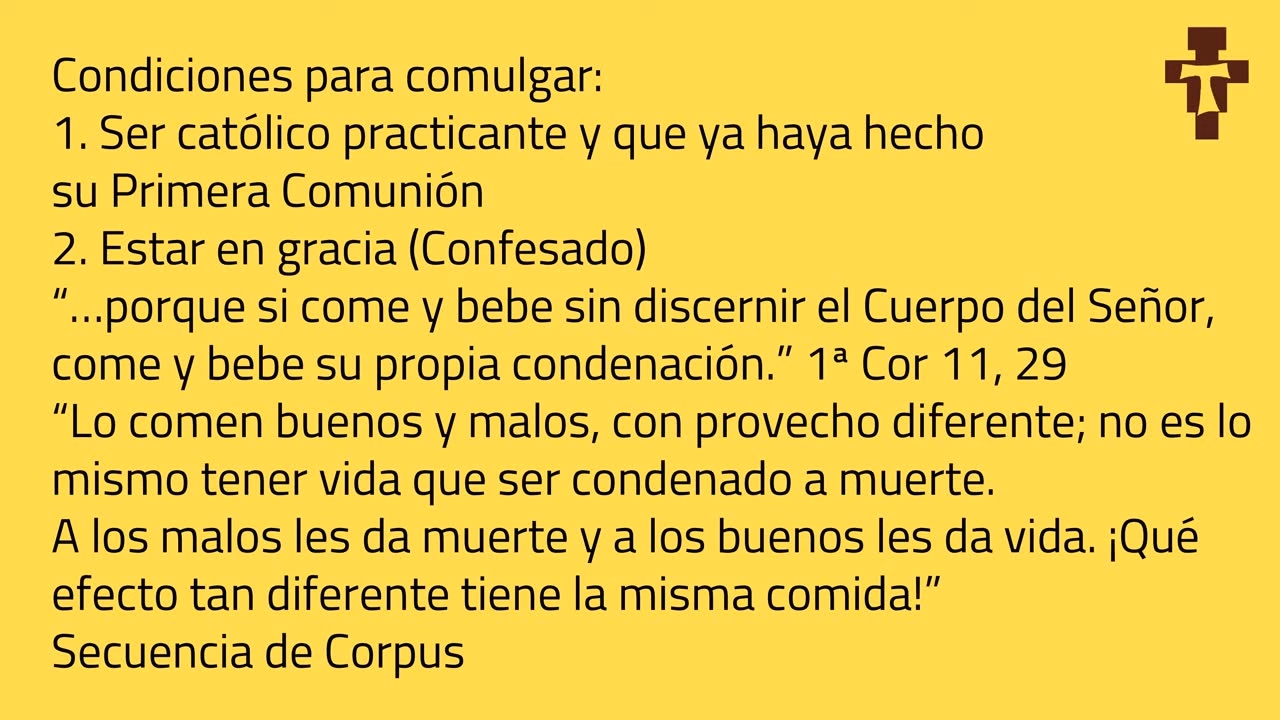 Condiciones para comulgar:
1. Ser católico practicante y que ya haya hecho
su Primera Comunión
2. Estar en gracia (Confesado)
“...porque si come y bebe sin discernir el Cuerpo del Señor,
come y bebe su propia condenación.” 1ª Cor 11, 29
“Lo comen buenos y malos, con provecho diferente; no es lo
mismo tener vida que ser condenado a muerte.
A los malos les da muerte y a los buenos les da vida. ¡Qué
efecto tan diferente tiene la misma comida!”
Secuencia de Corpus